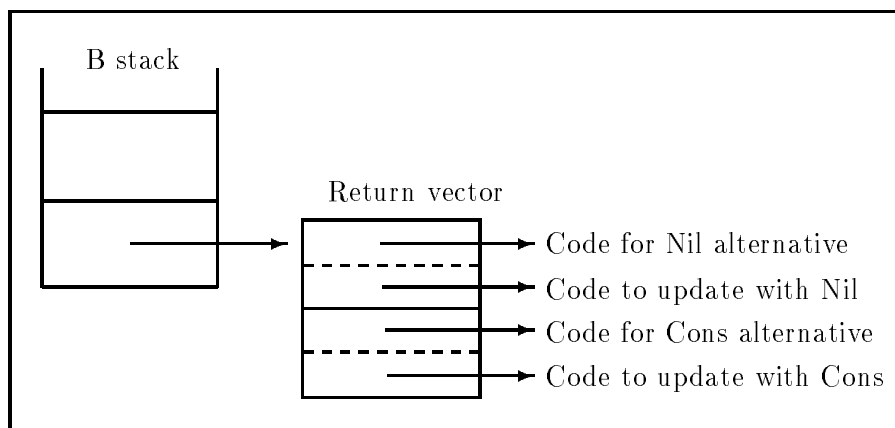 B stack
Return vector
Code for Nil alternative
Code to update with Nil
Code for Cons alternative
Code to update with Cons